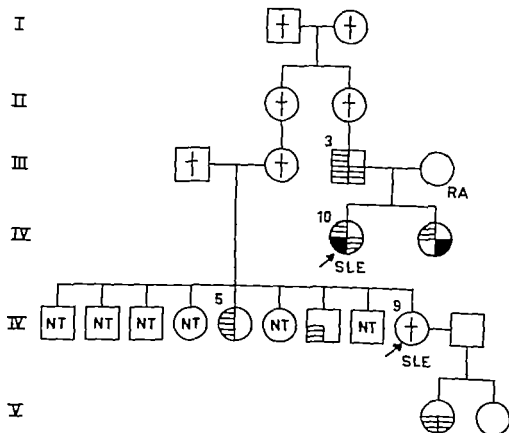 I
II
III 3
RA
10
IV
SLE
5 9
IV NT NT NT NT NT NT
SLE
V